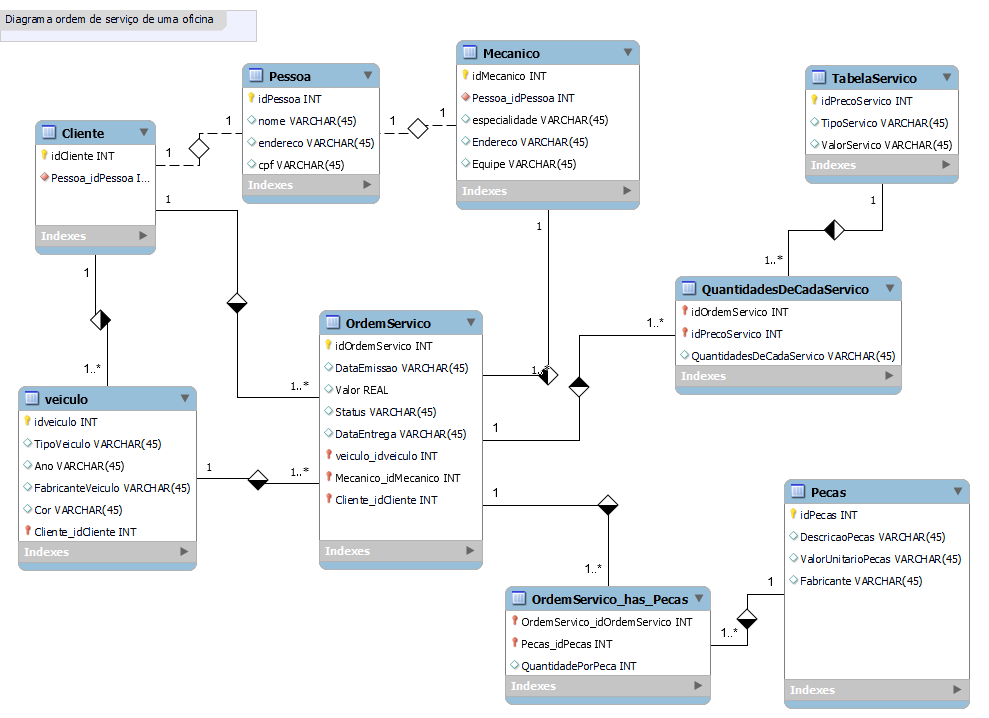 Diagrama ordem de serviço de uma oficina
Pessoa
idPessoa INT
nome VARCHAR(45)
endereco VARCHAR(45)
cpf VARCHAR(45)
Indexes
Mecanico
idMecanico INT
Pessoa_idPessoa INT
especialidade VARCHAR(45)
Endereco VARCHAR(45)
Equipe VARCHAR(45)
Indexes
TabelaServico
idPrecoServico INT
TipoServico VARCHAR(45)
ValorServico VARCHAR(45)
Indexes
Cliente
idCliente INT
Pessoa_idPessoa I...
Indexes
1
1
1
1
1
1
1
1
1..*
1..*
1..*
1..*
1..*
QuantidadesDeCadaServico
idOrdemServico INT
idPrecoServico INT
QuantidadesDeCadaServico VARCHAR(45)
Indexes
OrdemServico
idOrdemServico INT
DataEmissao VARCHAR(45)
Valor REAL
Status VARCHAR(45)
DataEntrega VARCHAR(45)
veiculo_idveiculo INT
Mecanico_idMecanico INT
Cliente_idCliente INT
Indexes
veiculo
idveiculo INT
TipoVeiculo VARCHAR(45)
Ano VARCHAR(45)
FabricanteVeiculo VARCHAR(45)
Cor VARCHAR(45)
Cliente_idCliente INT
Indexes
1
1..*
1
1
1..*
Pecas
idPecas INT
DescricaoPecas VARCHAR(45)
ValorUnitarioPecas VARCHAR(45)
Fabricante VARCHAR(45)
Indexes
1
1..*
OrdemServico_has_Pecas
OrdemServico_idOrdemServico INT
Pecas_idPecas INT
QuantidadePorPeca INT
Indexes